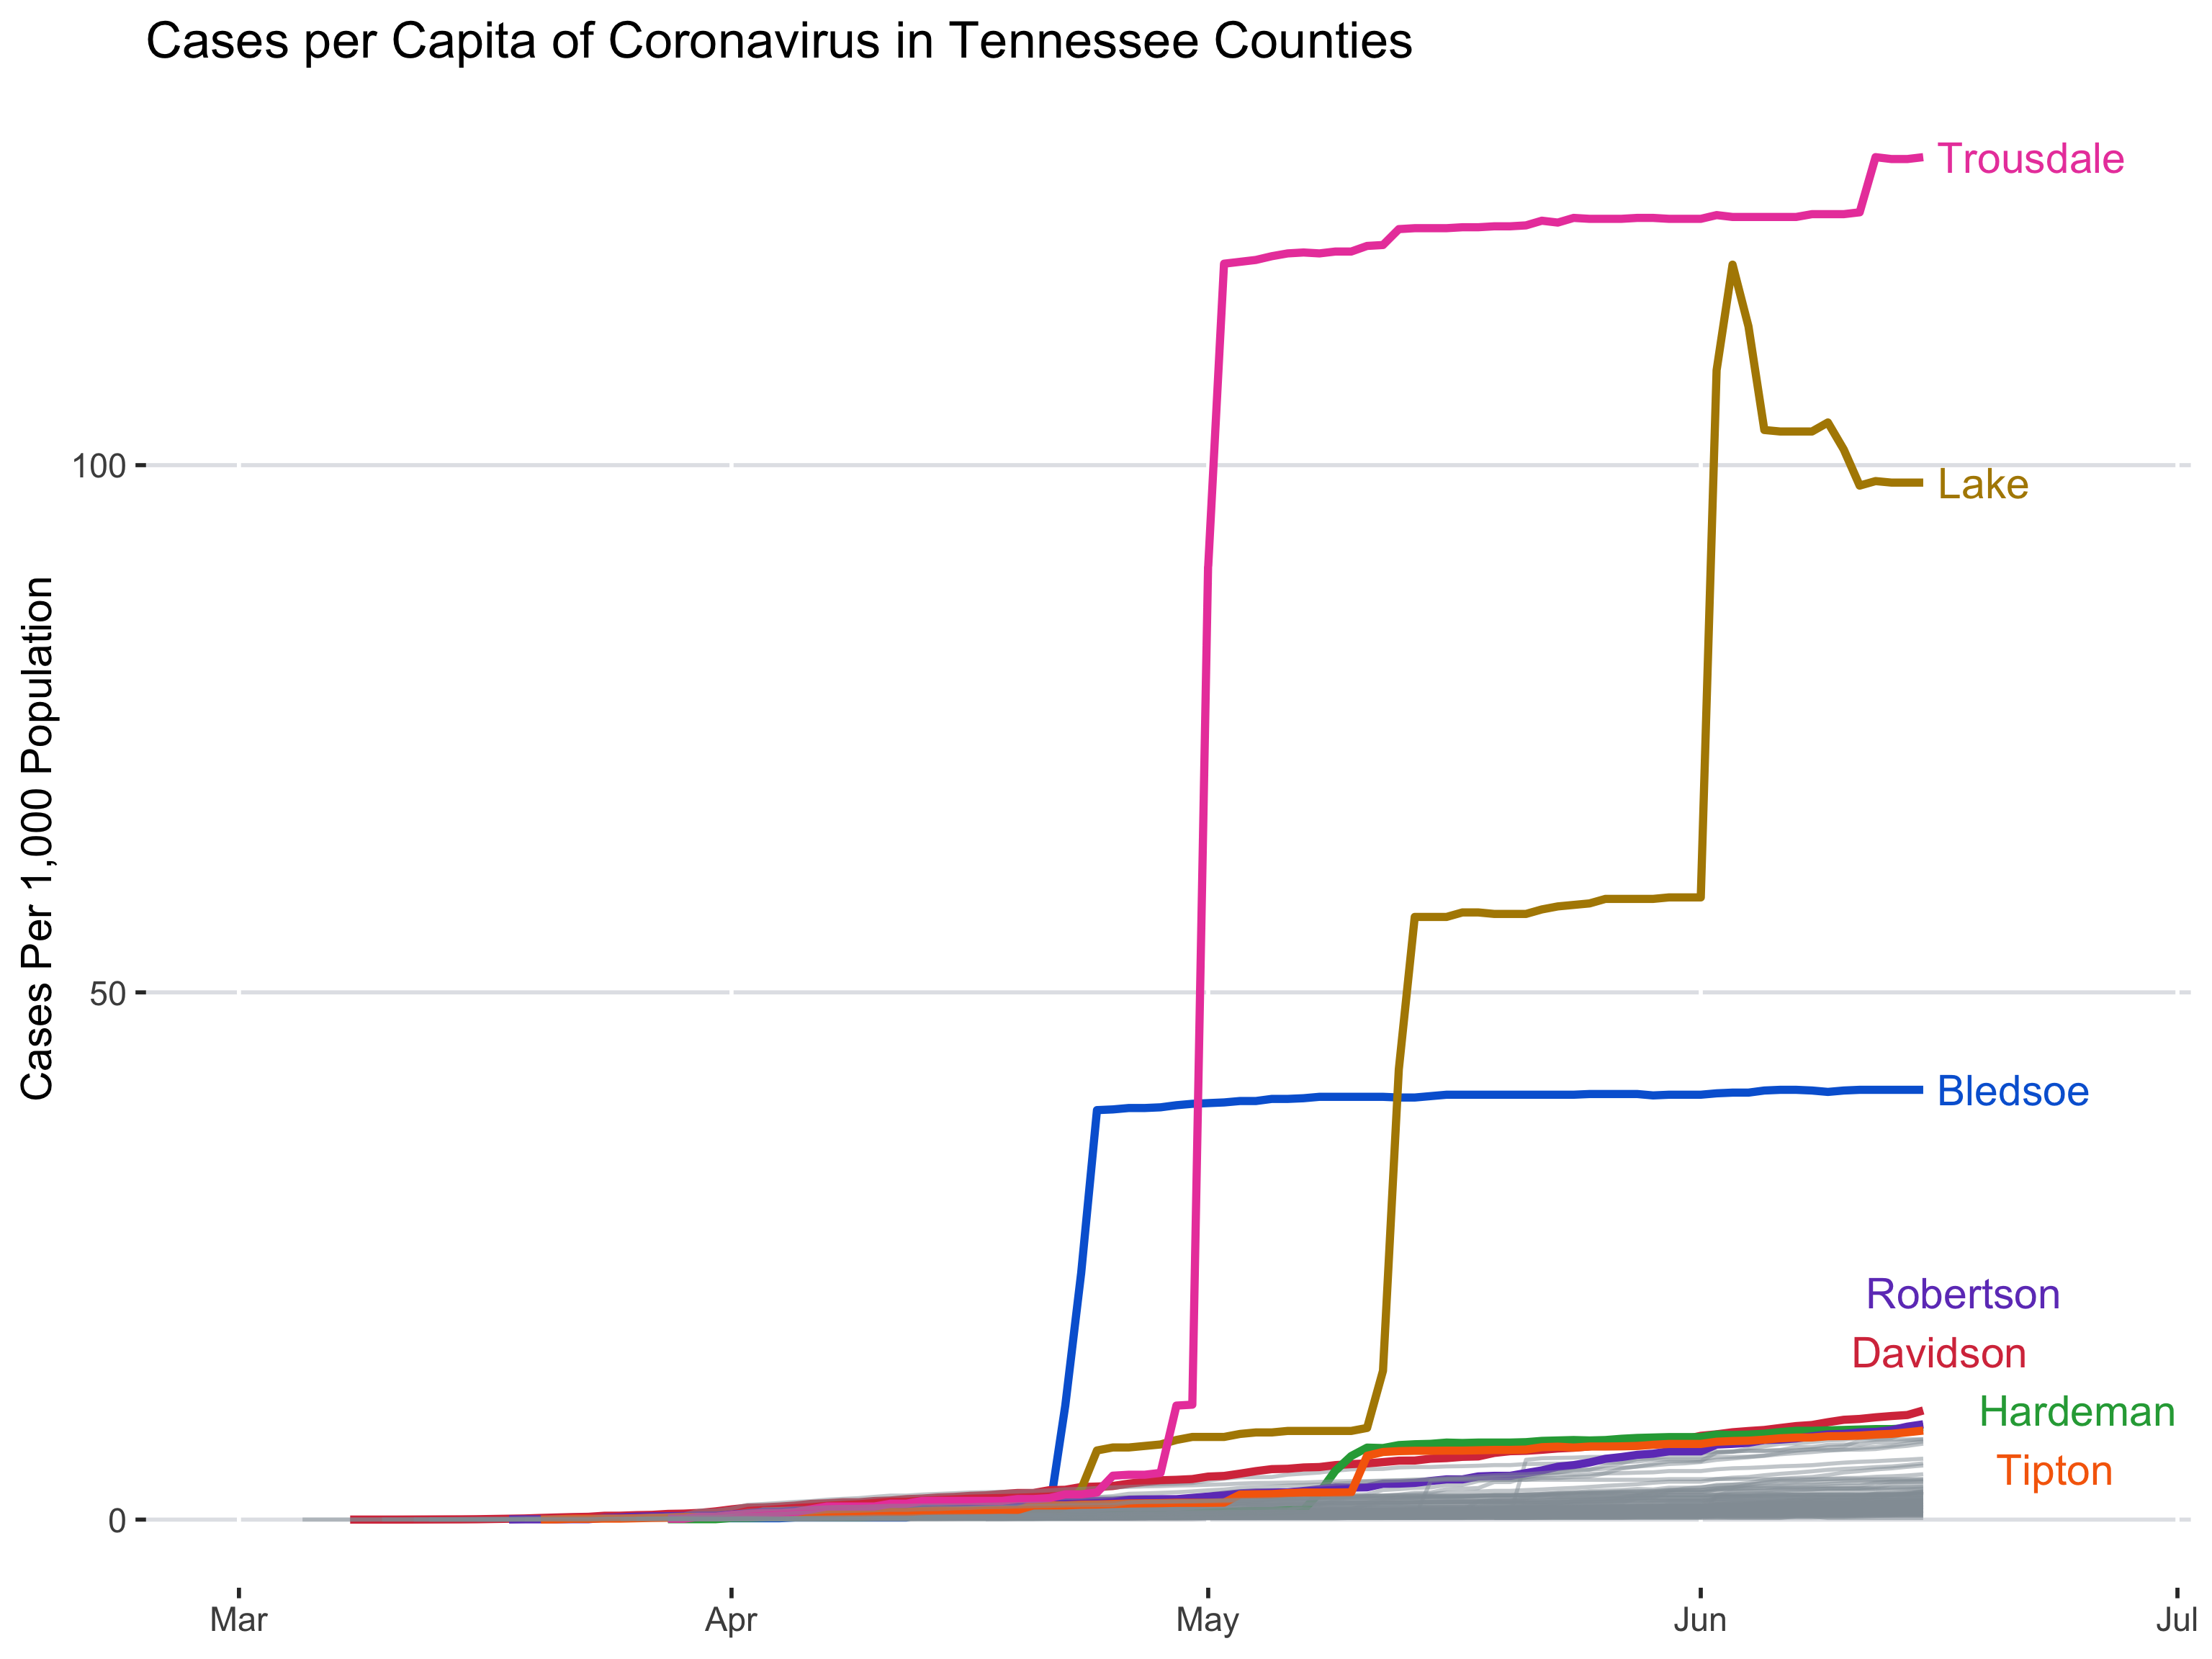 Cases per Capita of Coronavirus in Tennessee Counties
Cases Per 1,000 Population
100
50
0
Trousdale
Lake
Bledsoe
Robertson
Davidson
Hardeman
Tipton
Mar
Apr
May
Jun
Jul